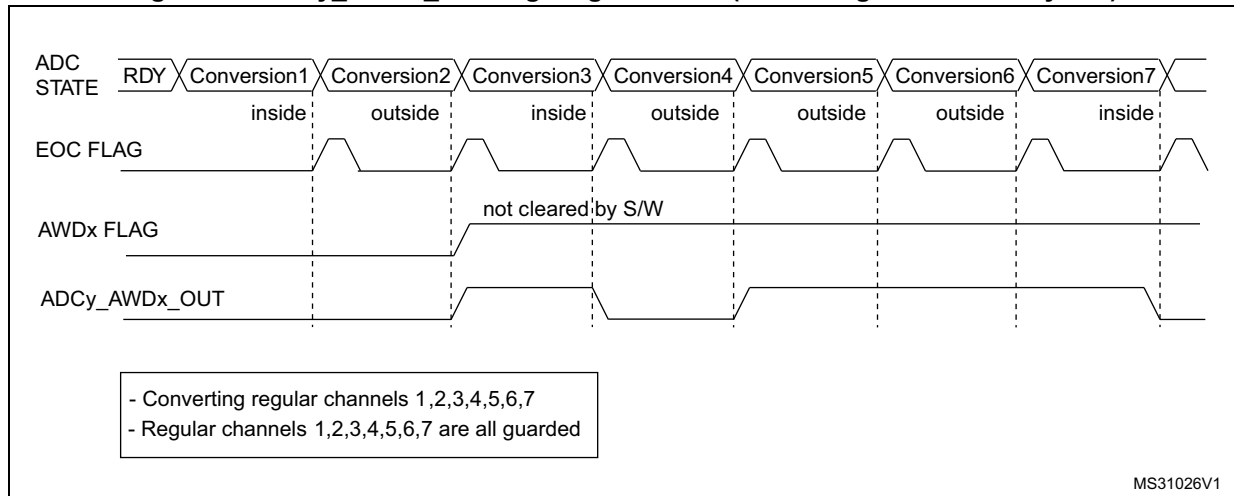 ADC STATE RDY Conversion1 Conversion2 Conversion3 Conversion4 Conversion5 Conversion6 Conversion7
inside outside inside outside outside outside inside
EOC FLAG
not cleared by S/W
AWDx FLAG
ADCy_AWDx_OUT
- Converting regular channels 1,2,3,4,5,6,7
- Regular channels 1,2,3,4,5,6,7 are all guarded
MS31026V1